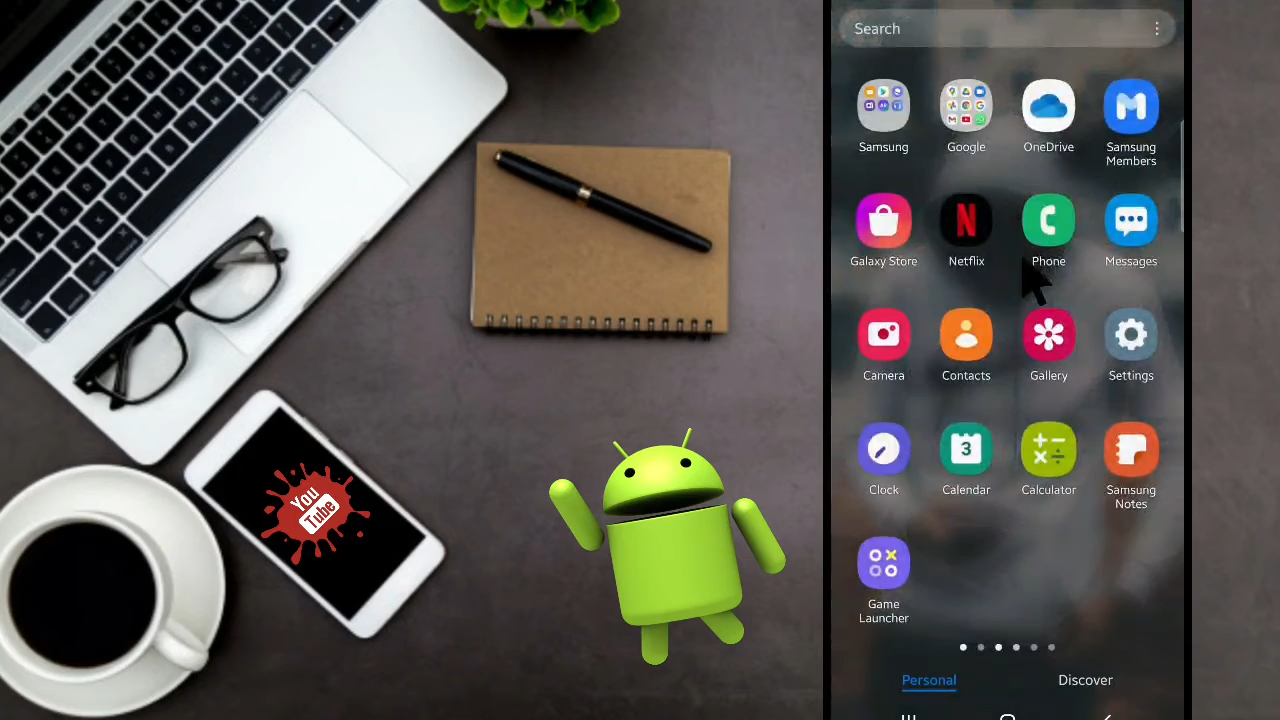 Search
Samsung
Google
OneDrive
Samsung
Members
Galaxy Store
Netflix
Phone
Messages
Camera
Contacts
Gallery
Settings
Clock
3
Calendar
Calculator
Samsung
Notes
Game
Launcher
Personal
Discover
You
Tube